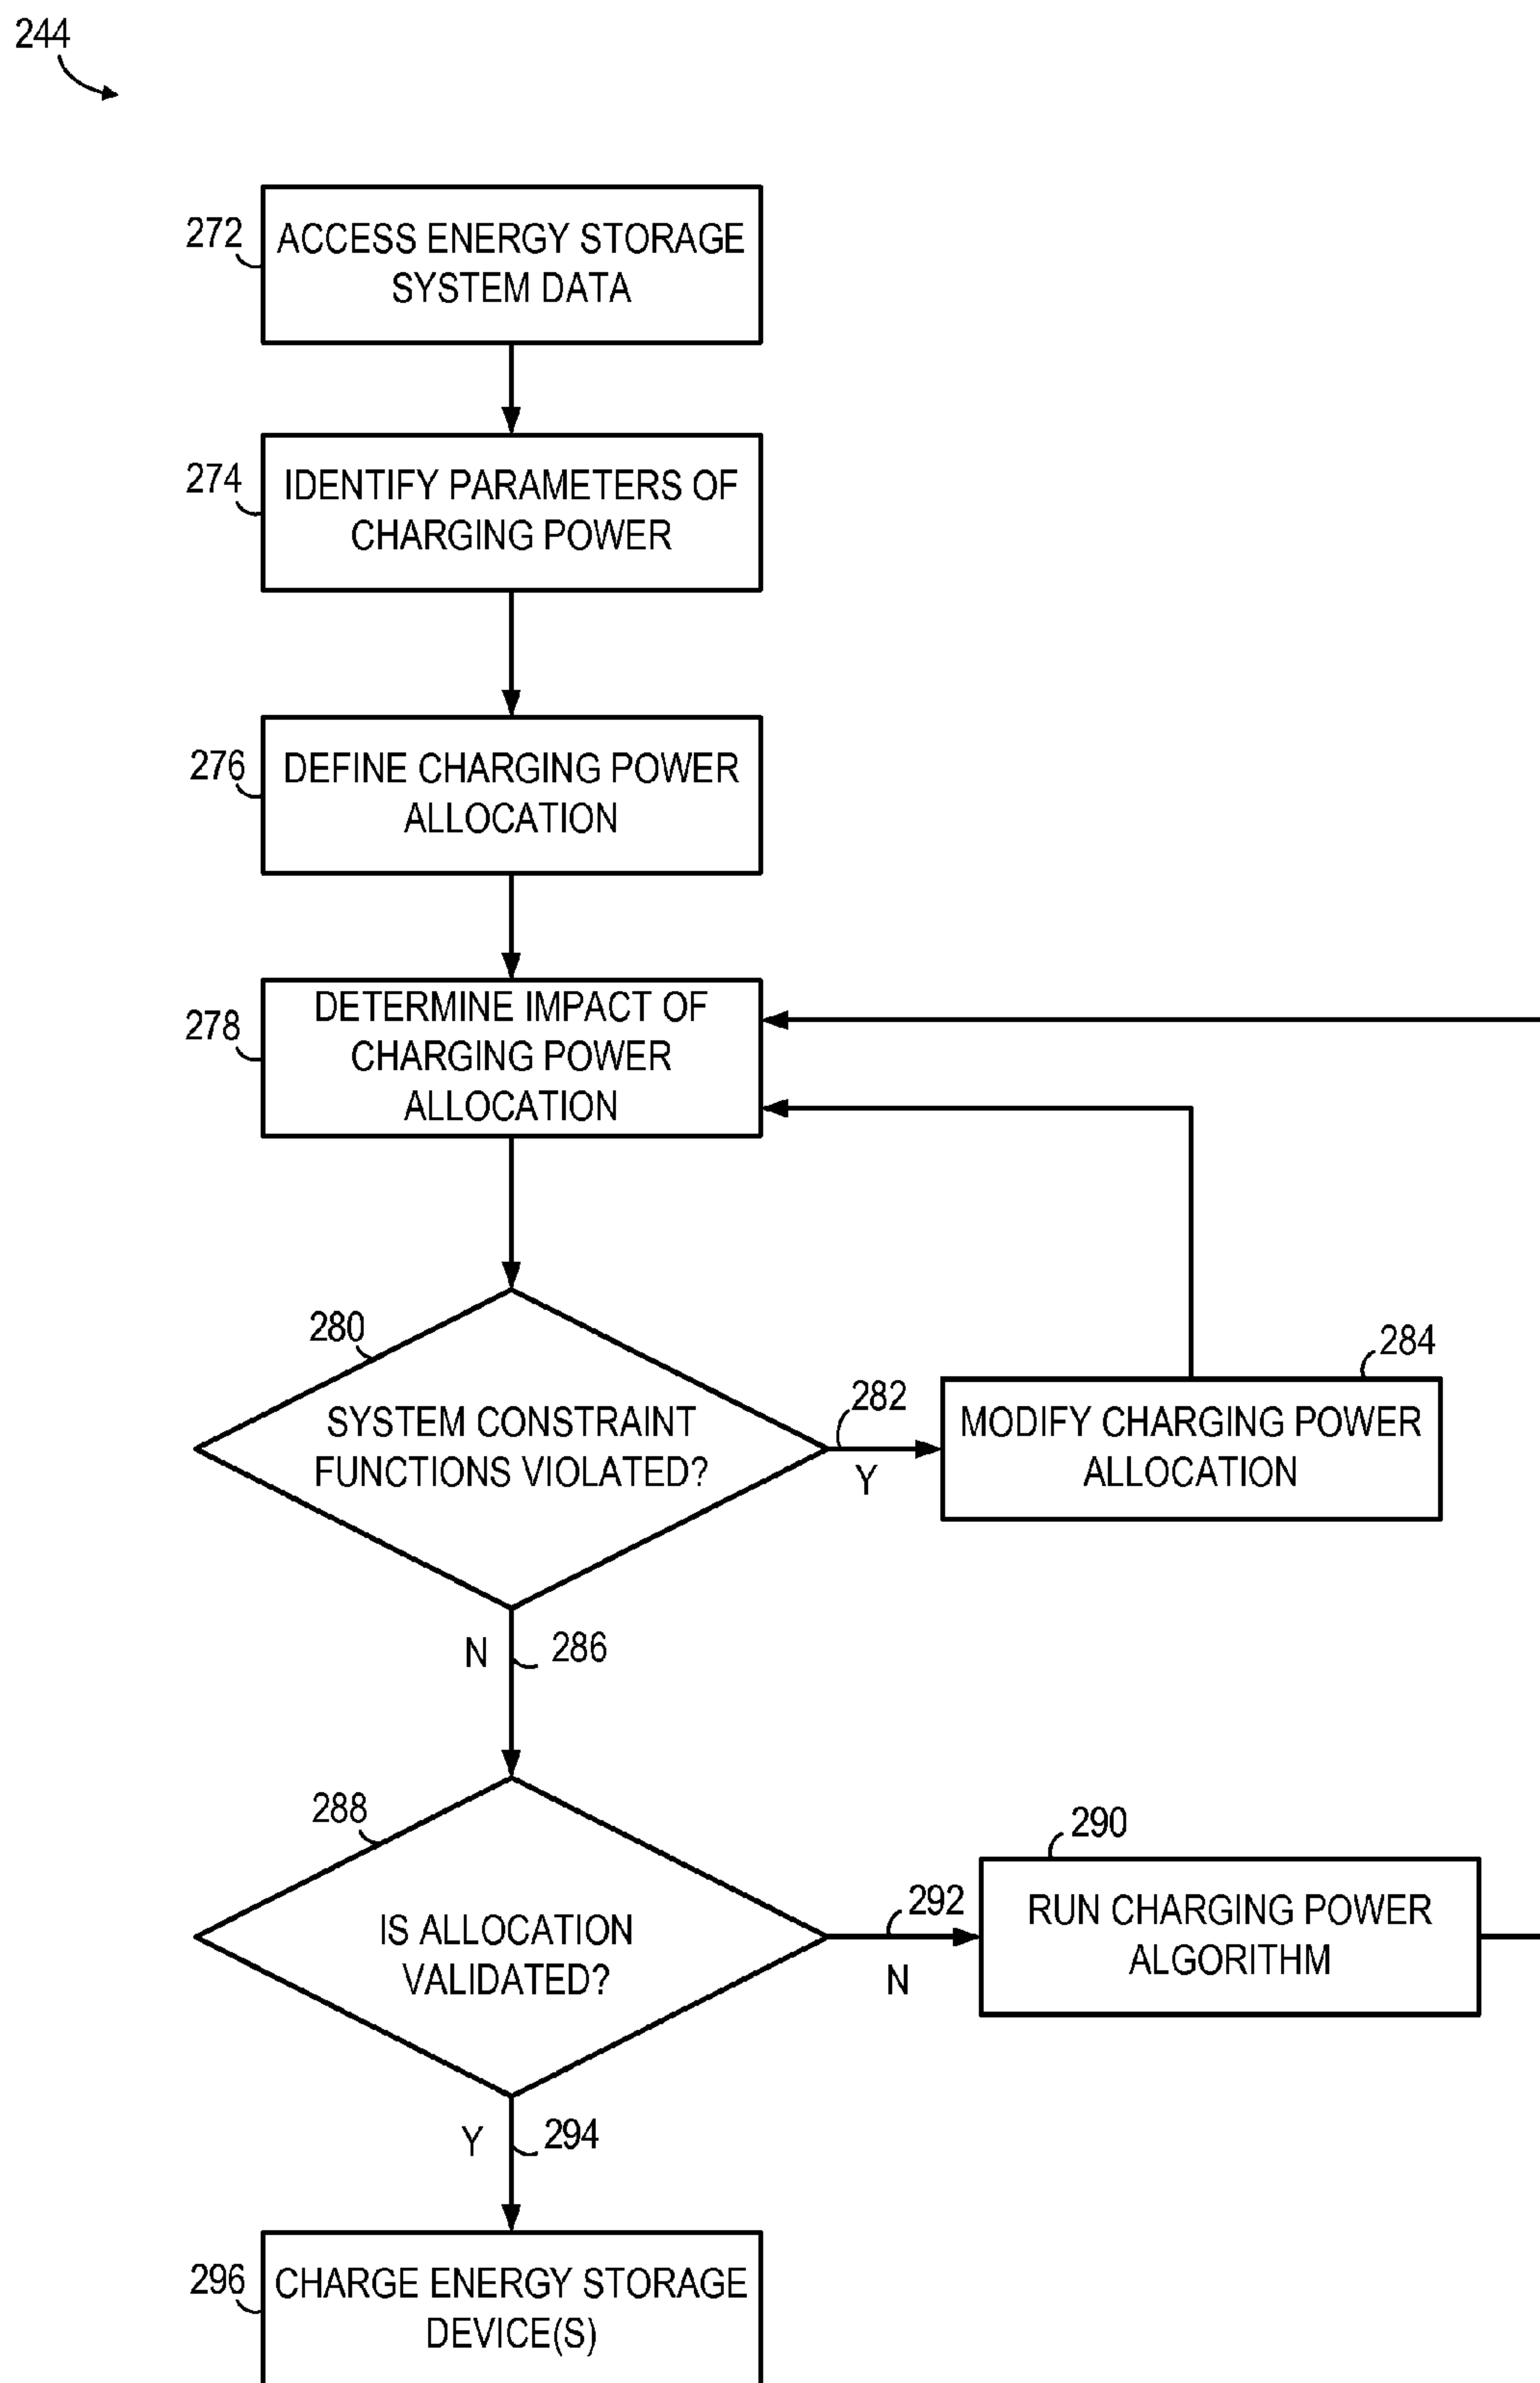 244
272
ACCESS ENERGY STORAGE
SYSTEM DATA
274
IDENTIFY PARAMETERS OF
CHARGING POWER
276
DEFINE CHARGING POWER
ALLOCATION
278
DETERMINE IMPACT OF
CHARGING POWER
ALLOCATION
280
SYSTEM CONSTRAINT
FUNCTIONS VIOLATED?
282
Y
284
MODIFY CHARGING POWER
ALLOCATION
N
286
288
IS ALLOCATION
VALIDATED?
292
N
290
RUN CHARGING POWER
ALGORITHM
Y
294
296
CHARGE ENERGY STORAGE
DEVICE(S)